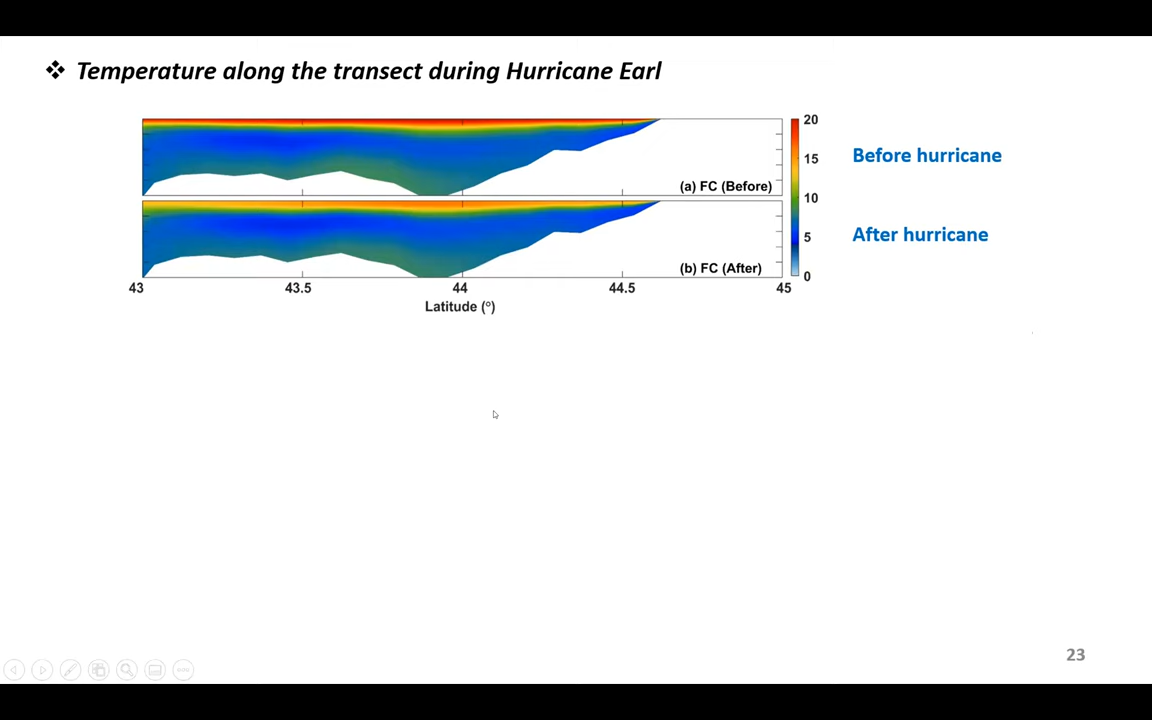 ❖ Temperature along the transect during Hurricane Earl
20
15
10
5
0
Before hurricane
(a) FC (Before)
After hurricane
(b) FC (After)
43 43.5 44 44.5 45
Latitude (°)
23